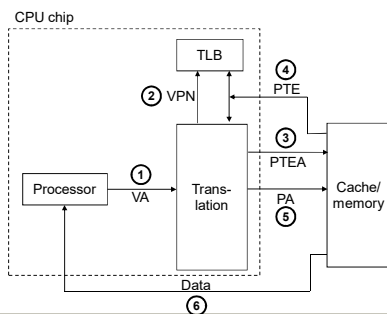 CPU chip
TLB
2 VPN
4
PTE
3
PTEA
Processor
1
VA
Trans-
lation
PA
5
Cache/
memory
Data
6